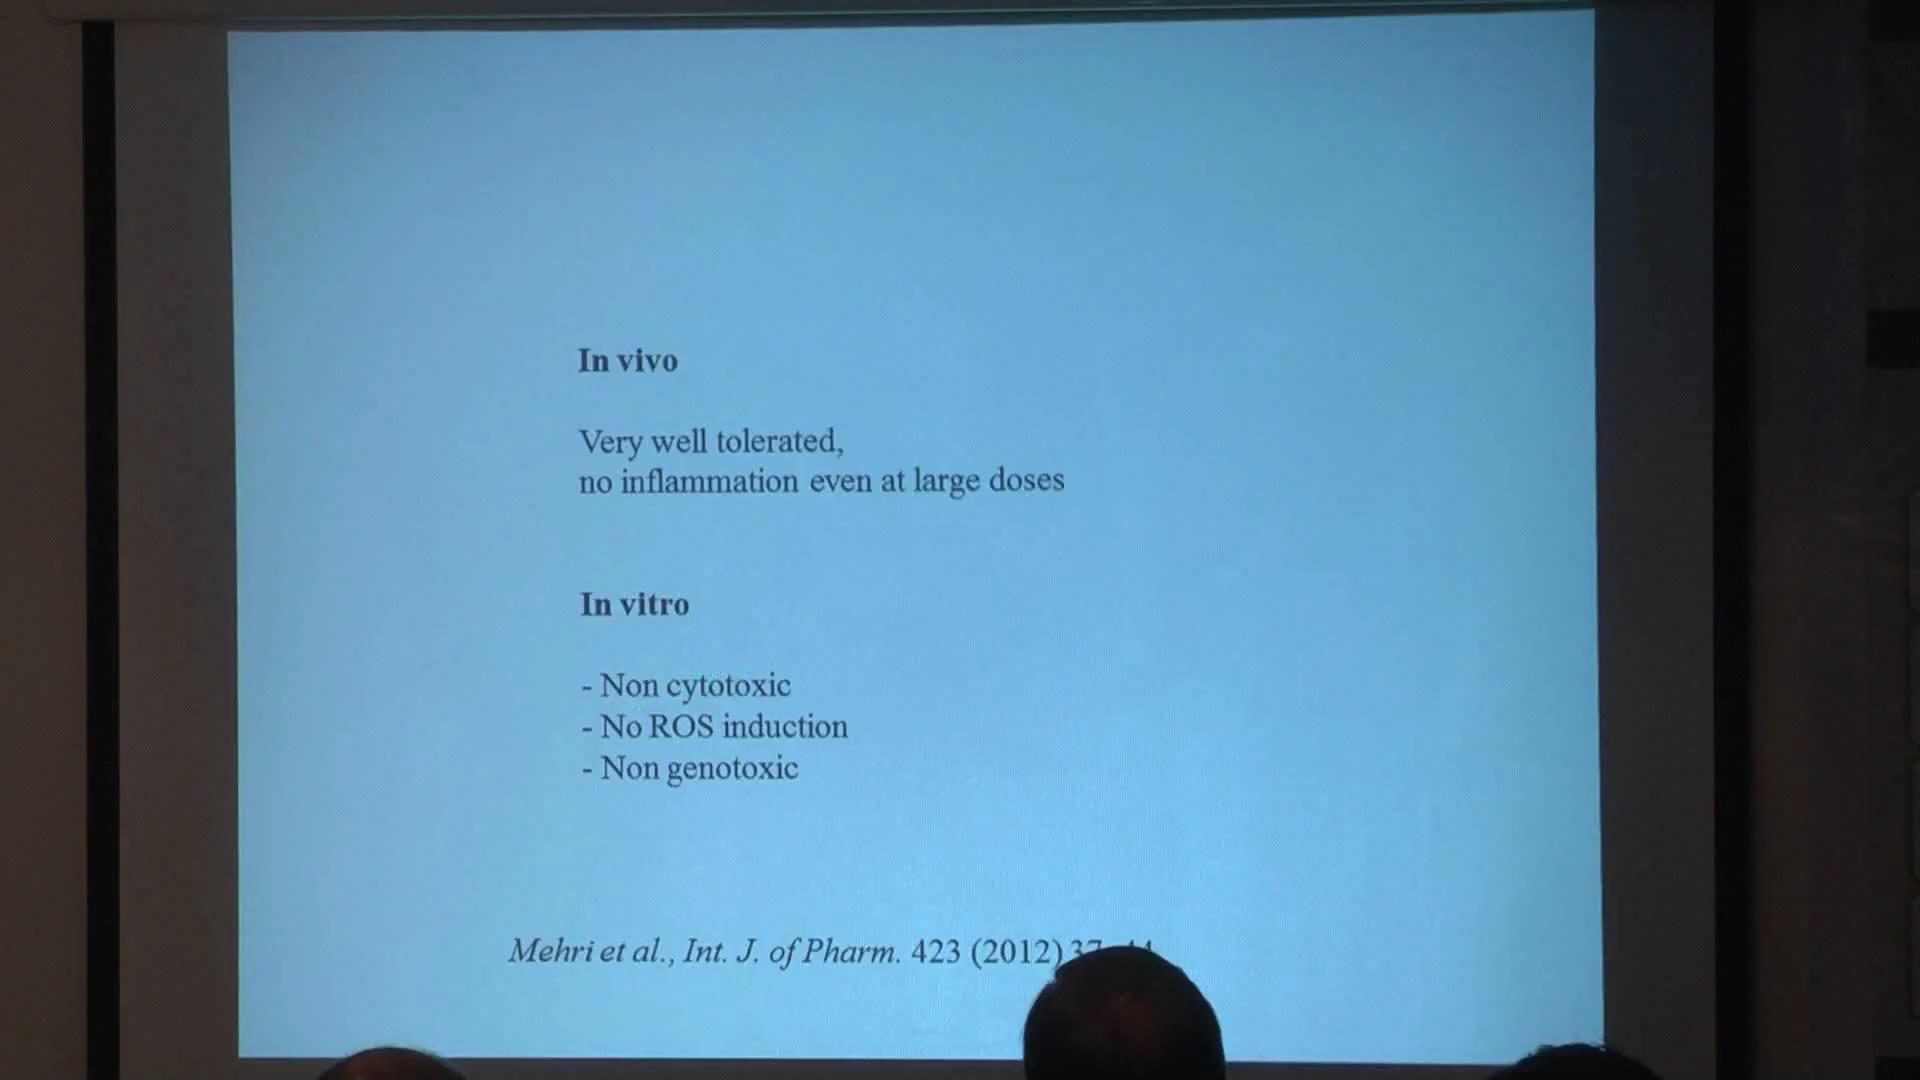 In vivo
Very well tolerated,
no inflammation even at large doses
In vitro
- Non cytotoxic
- No ROS induction
- Non genotoxic
Mehri et al., Int. J. of Pharm. 423 (2012)